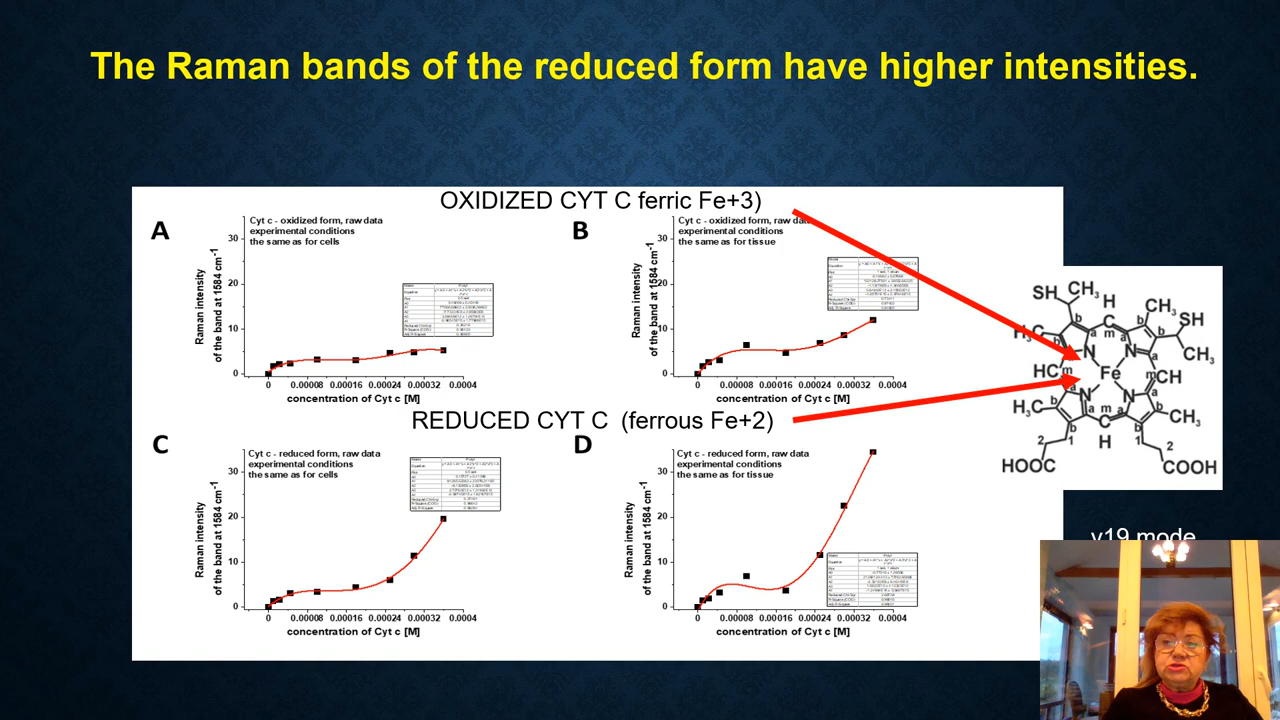 The Raman bands of the reduced form have higher intensities.
OXIDIZED CYT C ferric Fe+3)
A
Cyt c - oxidized form, raw data
experimental conditions
the same as for cells
Raman intensity
of the band at 1584 cm-1
30
20
10
0
0 0.00008 0.00016 0.00024 0.00032 0.0004
concentration of Cyt c [M]
B
Cyt c - oxidized form, raw data
experimental conditions
the same as for tissue
Raman intensity
of the band at 1584 cm-1
30
20
10
0
0 0.00008 0.00016 0.00024 0.00032 0.0004
concentration of Cyt c [M]
REDUCED CYT C (ferrous Fe+2)
C
Cyt c - reduced form, raw data
experimental conditions
the same as for cells
Raman intensity
of the band at 1584 cm-1
30
20
10
0
0 0.00008 0.00016 0.00024 0.00032 0.0004
concentration of Cyt c [M]
D
Cyt c - reduced form, raw data
experimental conditions
the same as for tissue
Raman intensity
of the band at 1584 cm-1
30
20
10
0
0 0.00008 0.00016 0.00024 0.00032 0.0004
concentration of Cyt c [M]
SH CH3 H CH3 SH
b a m a b
N N CH3
HC m Fe m CH
N N
H3C b a m a b CH3
2 1 H 1 2
HOOC COOH
ν19 mode